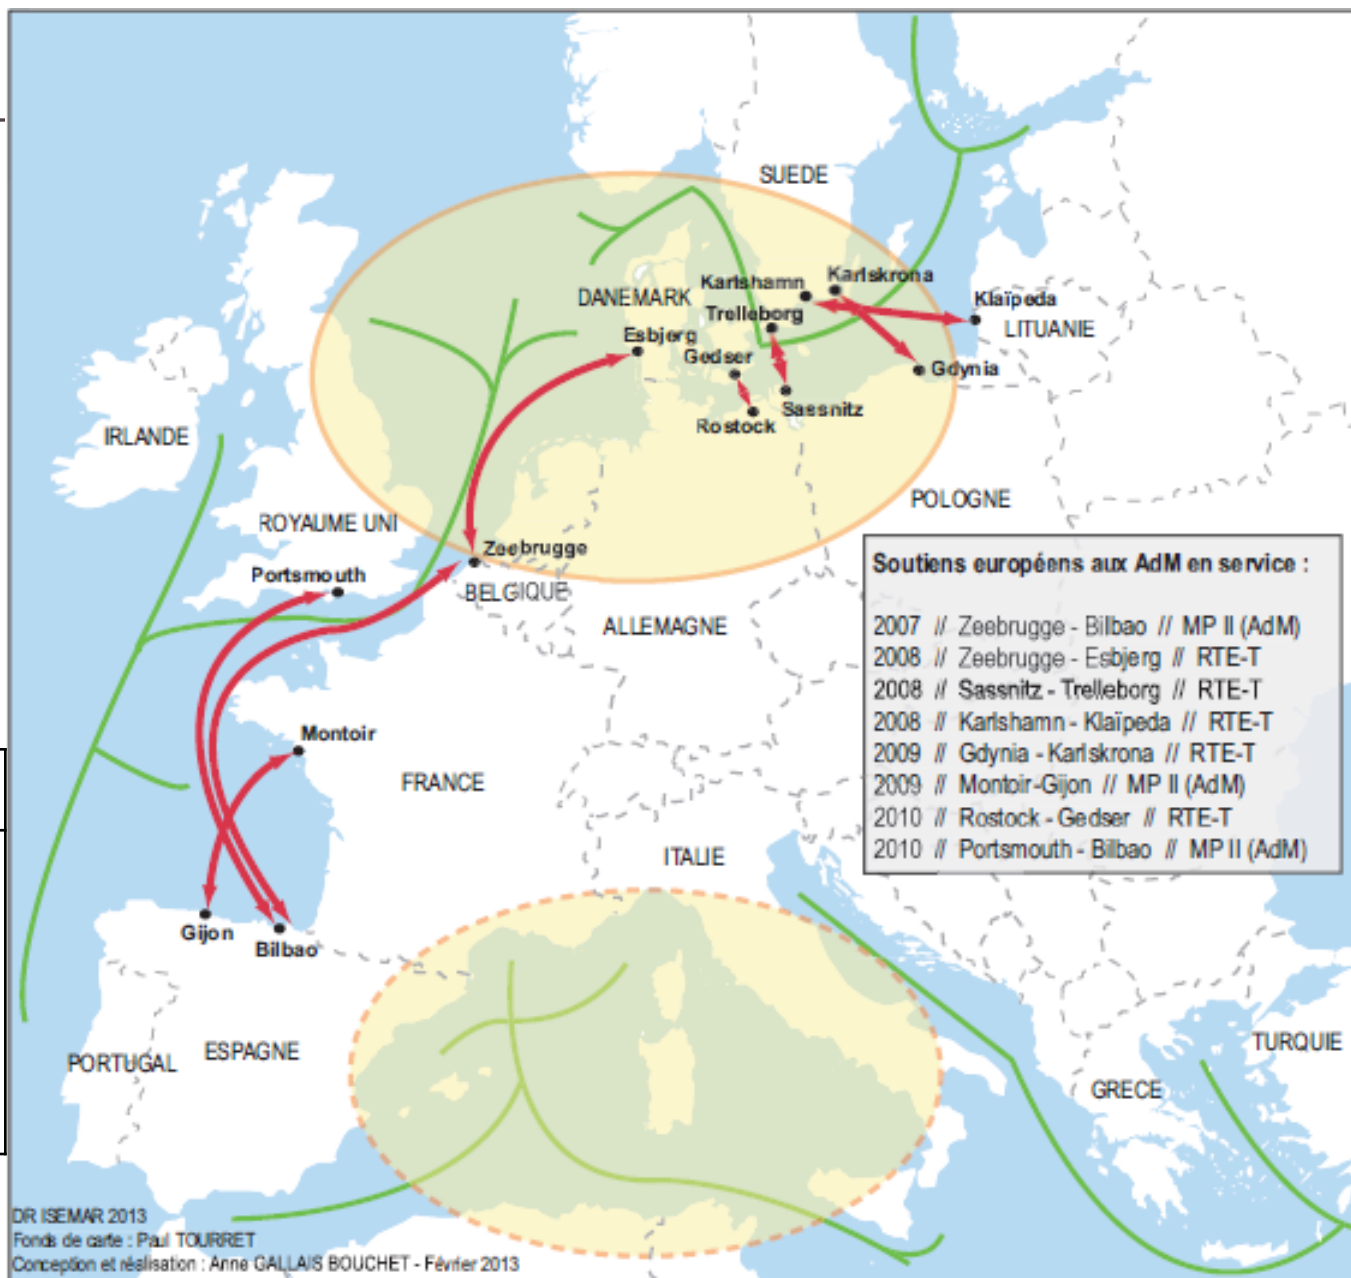 SUEDE
Karlskrona
Karlshamn
Klaïpeda
DANEMARK
Trelleborg
LITUANIE
Esbjerg
Gedser
Gdynia
Sassnitz
Rostock
IRLANDE
POLOGNE
ROYAUME UNI
Zeebrugge
Portsmouth
BELGIQUE
ALLEMAGNE
Soutiens européens aux AdM en service :
2007 // Zeebrugge - Bilbao // MP II (AdM)
2008 // Zeebrugge - Esbjerg // RTE-T
2008 // Sassnitz - Trelleborg // RTE-T
2008 // Karlshamn - Klaïpeda // RTE-T
2009 // Gdynia - Karlskrona // RTE-T
2009 // Montoir-Gijon // MP II (AdM)
2010 // Rostock - Gedser // RTE-T
2010 // Portsmouth - Bilbao // MP II (AdM)
Montoir
FRANCE
ITALIE
Gijon
Bilbao
ESPAGNE
PORTUGAL
TURQUIE
GRECE
DR ISEMAR 2013
Fonds de carte : Paul TOURRET
Conception et réalisation : Anne GALLAIS BOUCHET - Février 2013